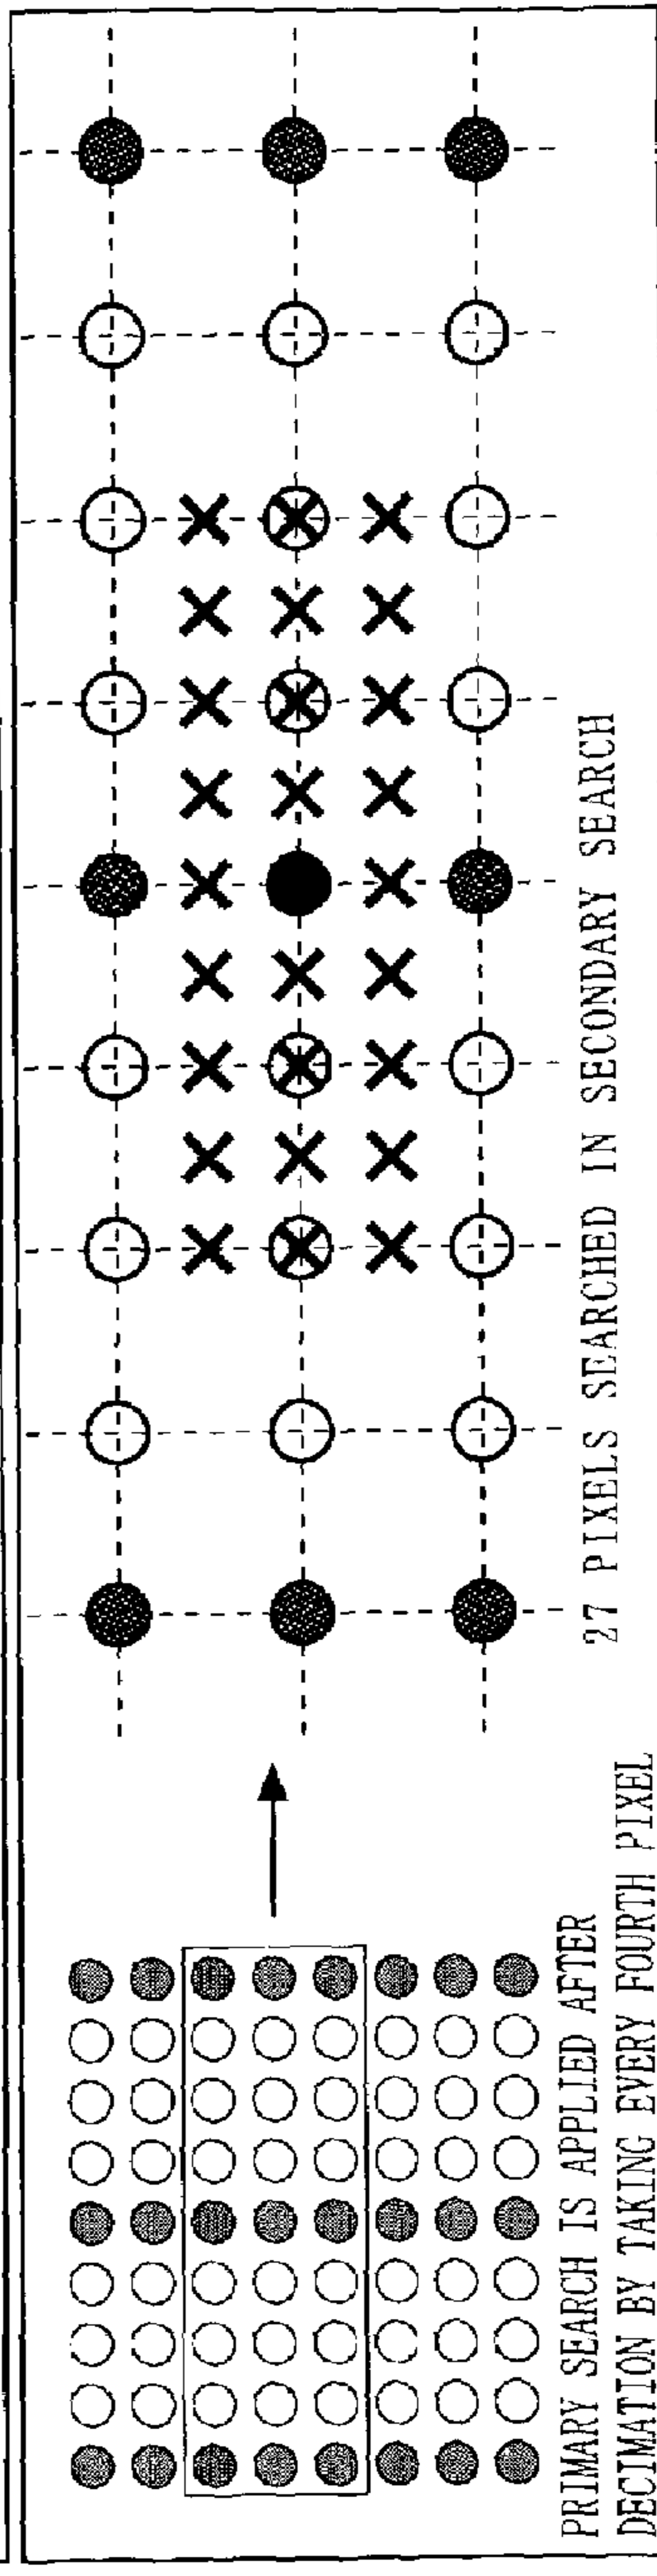 PRIMARY SEARCH IS APPLIED AFTER
DECIMATION BY TAKING EVERY FOURTH PIXEL
27 PIXELS SEARCHED IN SECONDARY SEARCH